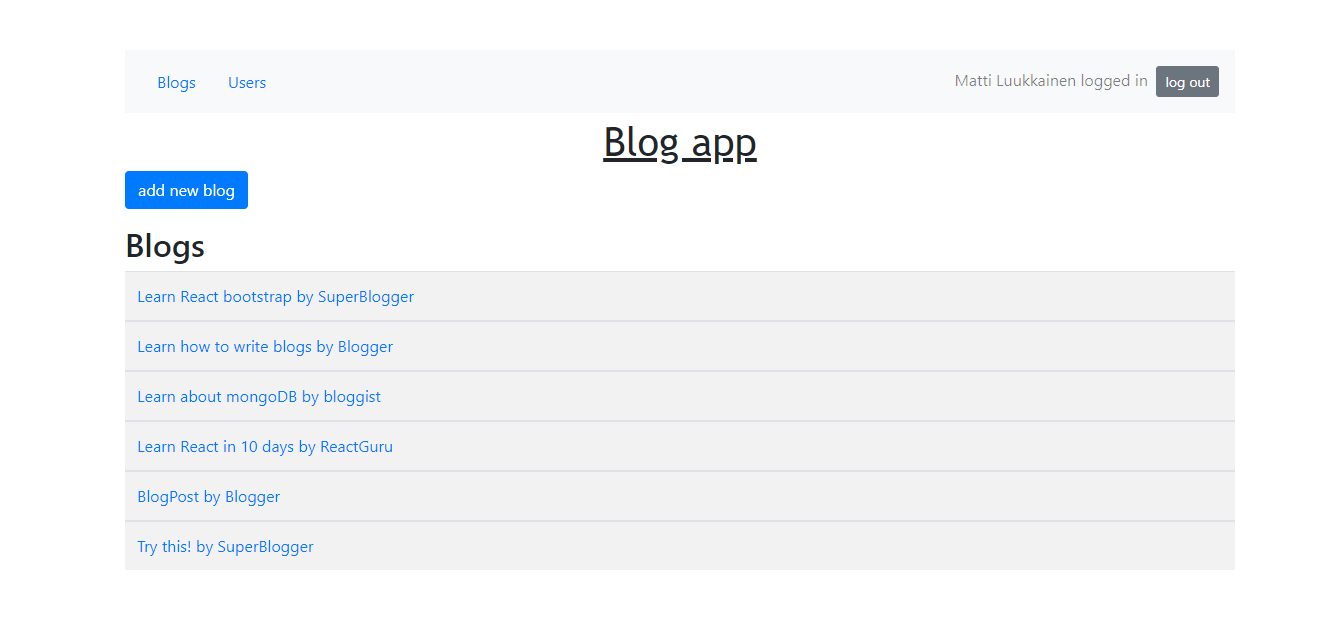 Blogs Users Matti Luukkainen logged in log out
Blog app
add new blog
Blogs
Learn React bootstrap by SuperBlogger
Learn how to write blogs by Blogger
Learn about mongoDB by bloggist
Learn React in 10 days by ReactGuru
BlogPost by Blogger
Try this! by SuperBlogger